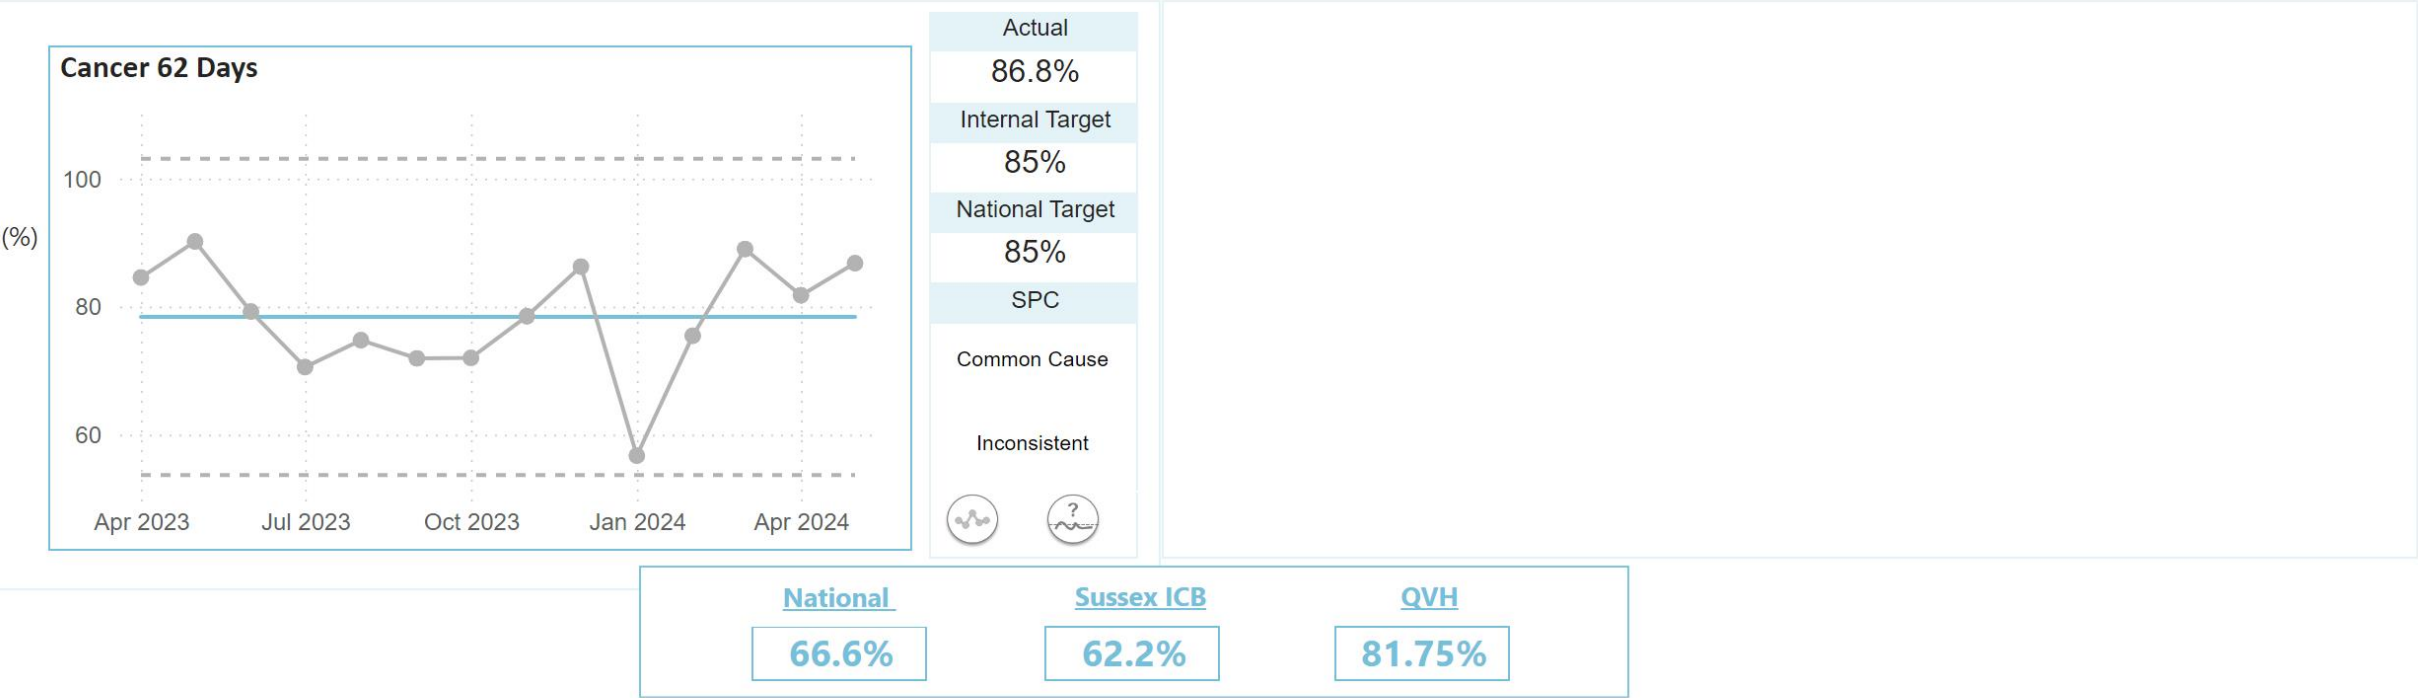 Cancer 62 Days
(%)
100
80
60
Apr 2023 Jul 2023 Oct 2023 Jan 2024 Apr 2024
Actual
86.8%
Internal Target
85%
National Target
85%
SPC
Common Cause
Inconsistent
?
National Sussex ICB QVH
66.6% 62.2% 81.75%